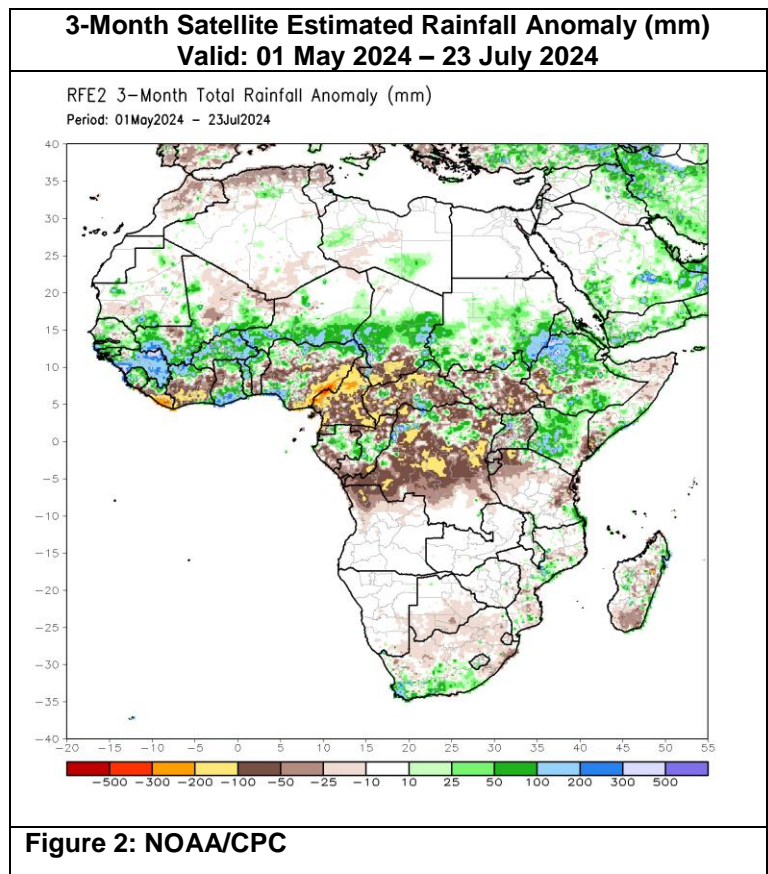 3-Month Satellite Estimated Rainfall Anomaly (mm)
Valid: 01 May 2024 – 23 July 2024
RFE2 3-Month Total Rainfall Anomaly (mm)
Period: 01May2024 - 23Jul2024
40
35
30
25
20
15
10
5
0
-5
-10
-15
-20
-25
-30
-35
-40
-20 -15 -10 -5 0 5 10 15 20 25 30 35 40 45 50 55
-500 -300 -200 -100 -50 -25 -10 10 25 50 100 200 300 500
Figure 2: NOAA/CPC